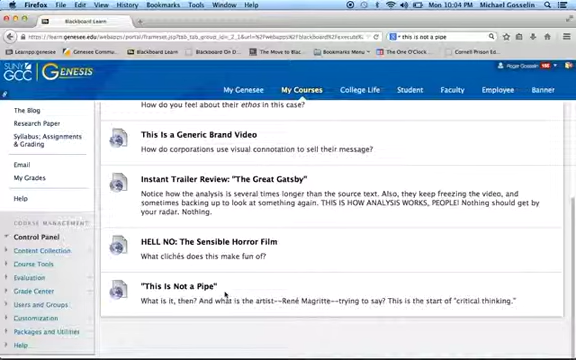 Firefox File Edit View History Bookmarks Tools Window Help
Mon 10:04 PM Michael Gosselin
Blackboard Learn
Blackboard Learn
this is not a pipe
Learnpgo.genesee
Genesee Commu...
Blackboard Learn
Taking On D...
The Move to Blackboard
Bookmarks Menu
The One O'Clock...
Cornell Prison Ed...
SUNY GCC GENESIS
Roger Gosselin
My Genesee My Courses College Life Student Faculty Employee Banner
The Blog
Research Paper
Syllabus; Assignments & Grading
Email
My Grades
Help
COURSE MANAGEMENT
Control Panel
Content Collection
Course Tools
Evaluation
Grade Center
Users and Groups
Customization
Packages and Utilities
Help
How do you feel about their ethos in this case?
This Is a Generic Brand Video
How do corporations use visual connotation to sell their message?
Instant Trailer Review: "The Great Gatsby"
Notice how the analysis is several times longer than the source text. Also, they keep freezing the video, and
sometimes backing up to look at something again. THIS IS HOW ANALYSIS WORKS, PEOPLE! Nothing should get by
your radar. Nothing.
HELL NO: The Sensible Horror Film
What clichés does this make fun of?
"This Is Not a Pipe"
What is it, then? And what is the artist--René Magritte--trying to say? This is the start of "critical thinking."